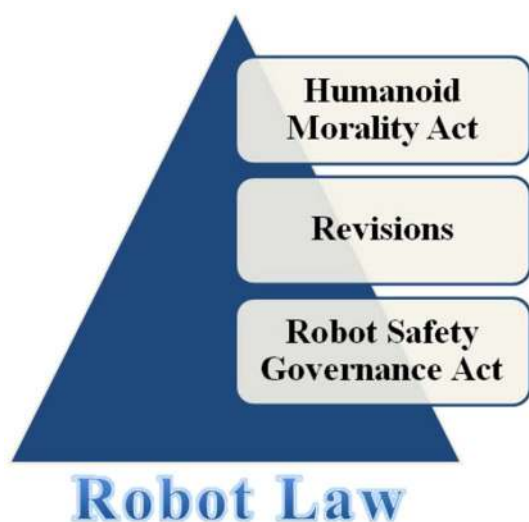 Humanoid
Morality Act
Revisions
Robot Safety
Governance Act
Robot Law